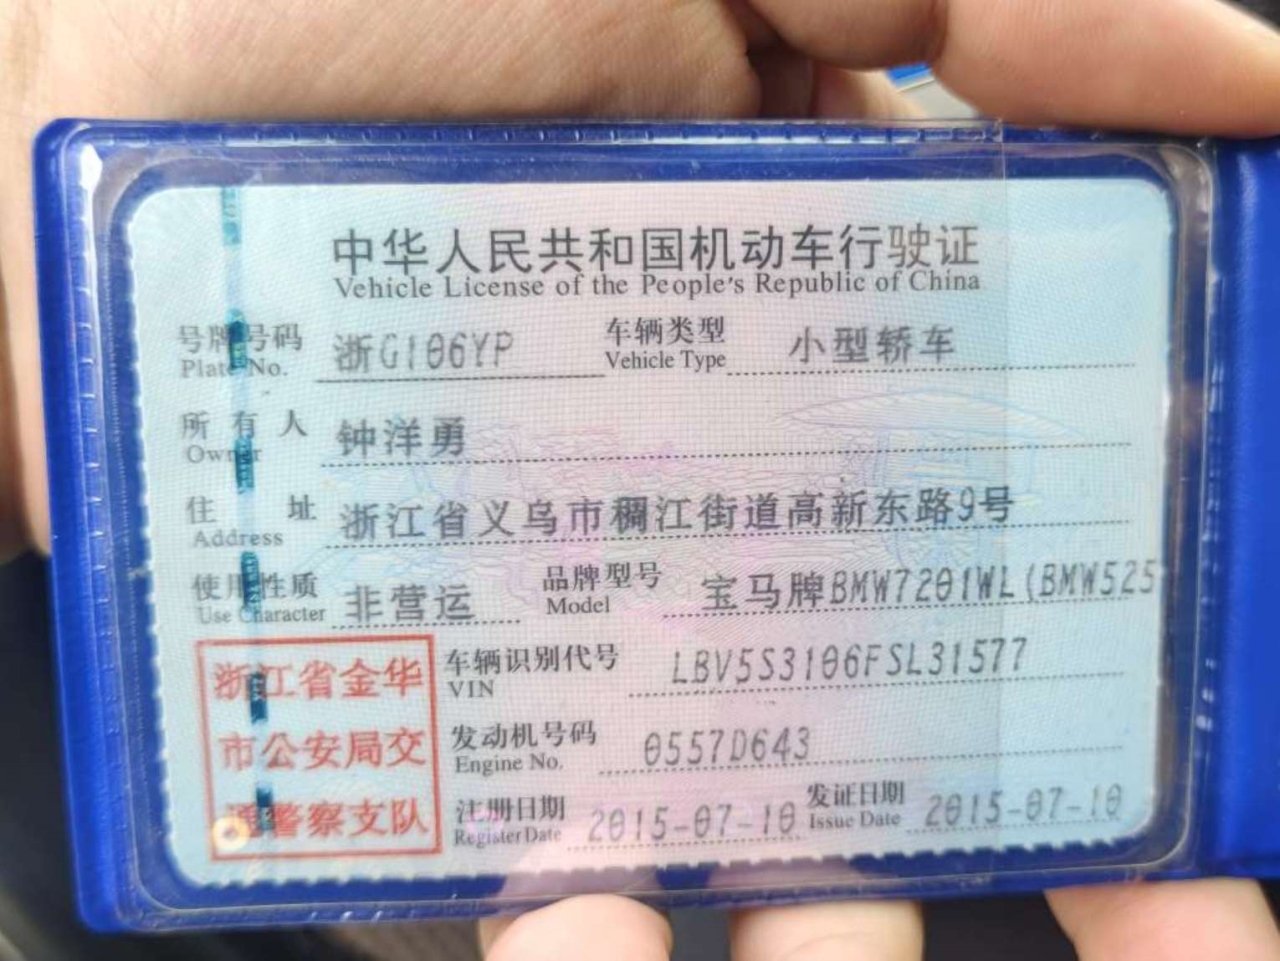 中华人民共和国机动车行驶证
Vehicle License of the People's Republic of China
号牌号码 浙G106YP 车辆类型 小型轿车
Plate No. Vehicle Type
所有人 钟洋勇
Owner
住址 浙江省义乌市稠江街道高新东路9号
Address
使用性质 非营运 品牌型号 宝马牌BMW7201WL(BMW525
Use Character Model
浙江省金华
市公安局交
通警察支队
车辆识别代号 LBV5S3106FSL31577
VIN
发动机号码 0557D643
Engine No.
注册日期 2015-07-10 发证日期 2015-07-10
Register Date Issue Date